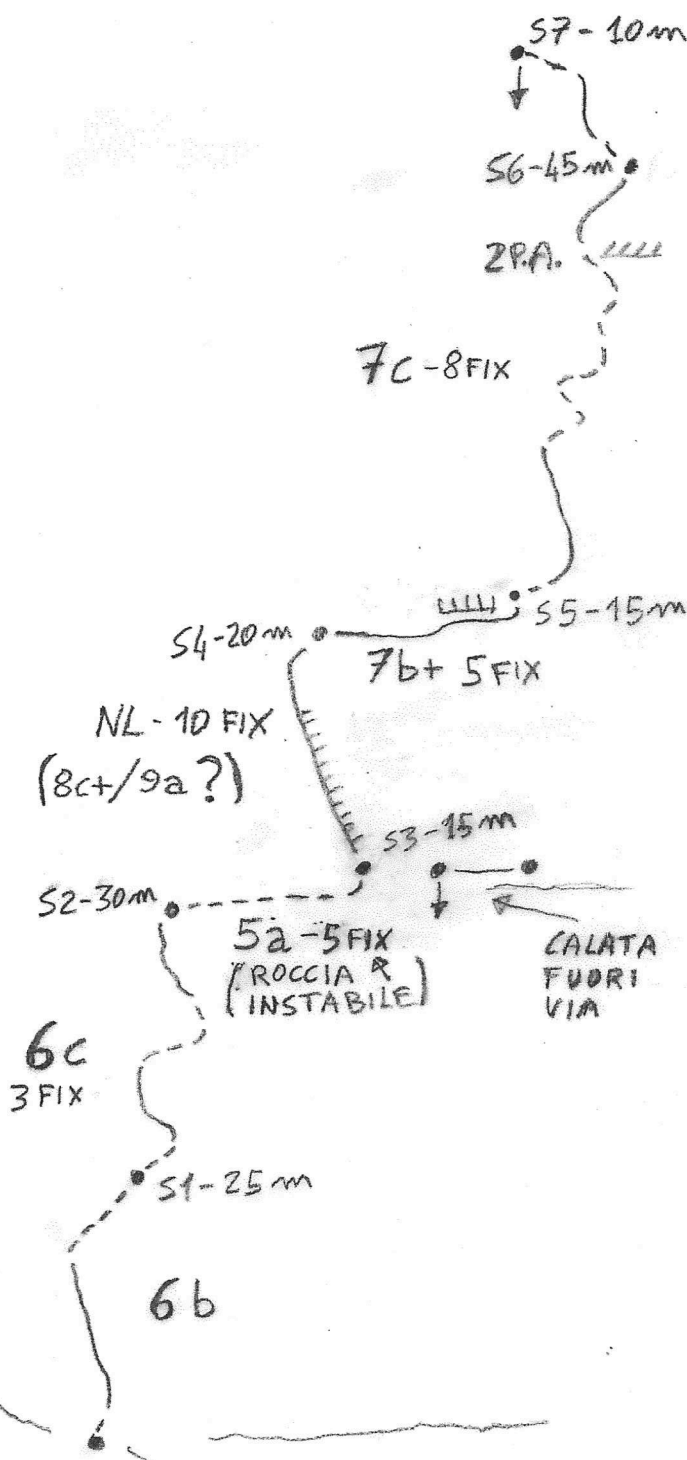 S7-10m
S6-45m
2P.A.
7c-8FIX
S5-15m
S4-20m
7b+ 5FIX
NL-10 FIX
(8c+/9a?)
S3-15m
S2-30m
5a-5FIX
(ROCCIA
INSTABILE)
CALATA
FUORI
VIA
6c
3 FIX
S1-25m
6b